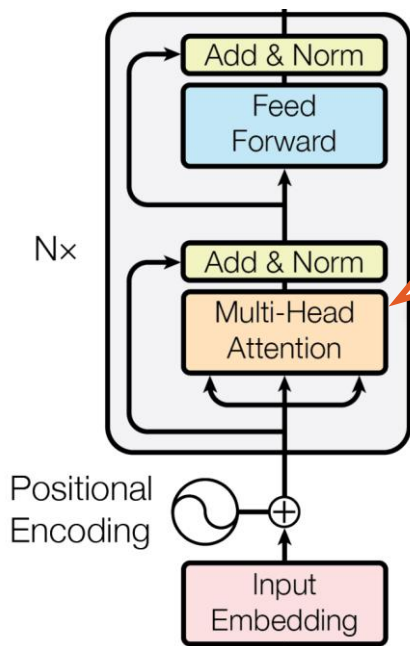 Add & Norm
Feed
Forward
N×
Add & Norm
Multi-Head
Attention
Positional
Encoding
Input
Embedding